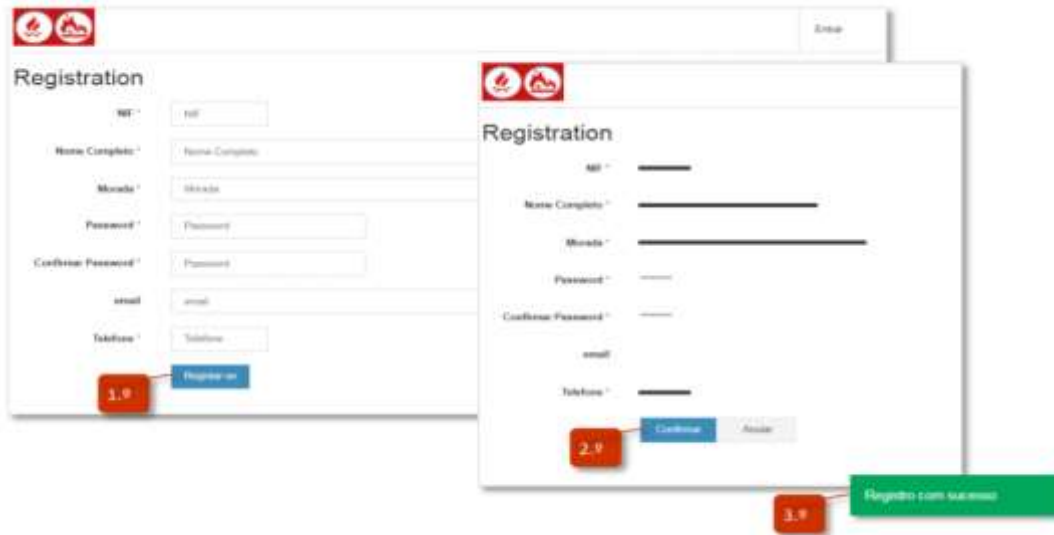 Entrar
Registration
NIF *
NIF
Nome Completo *
Nome Completo
Morada *
Morada
Password *
Password
Confirmar Password *
Password
email
email
Telefone *
Telefone
Registar-se
1.º
Registration
NIF *
Nome Completo *
Morada *
Password *
Confirmar Password *
email
Telefone *
Confirmar
Anular
2.º
Registo com sucesso
3.º